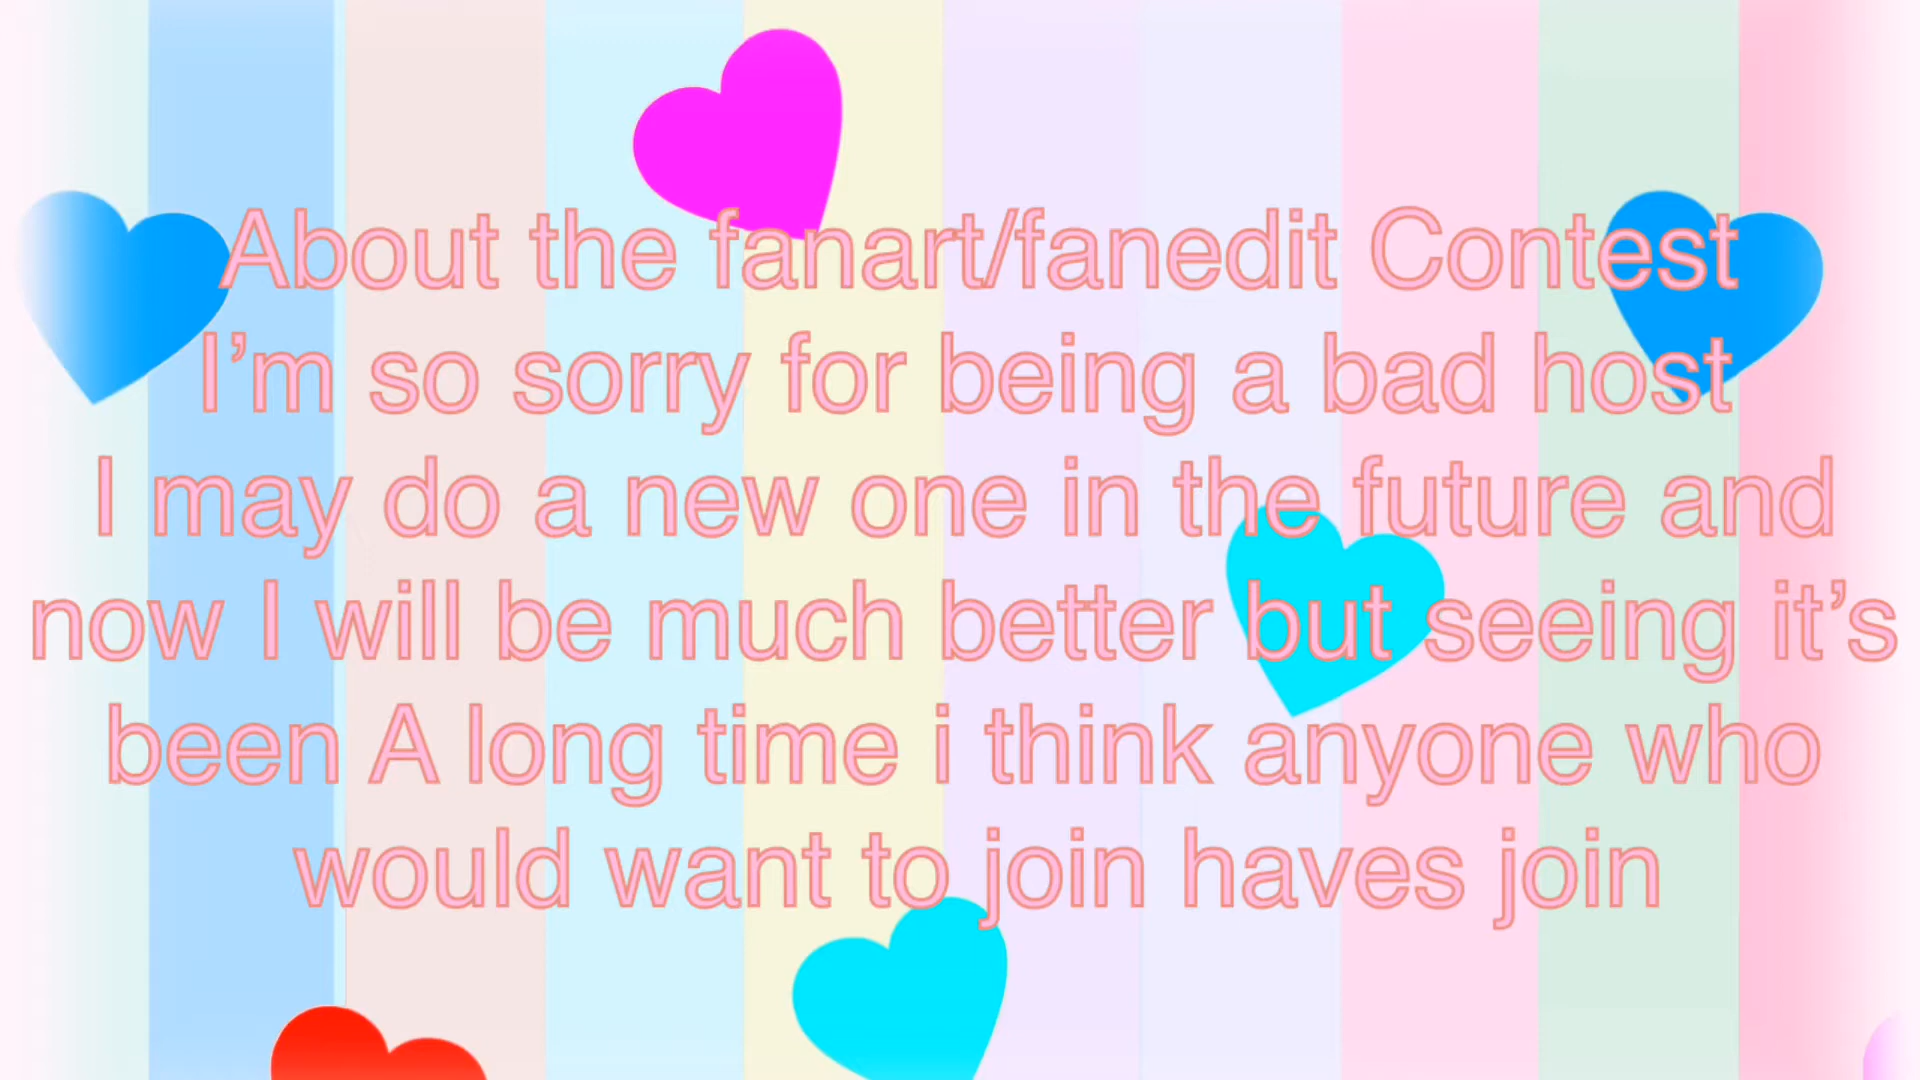 About the fanart/fanedit Contest
I’m so sorry for being a bad host
I may do a new one in the future and
now I will be much better but seeing it’s
been A long time i think anyone who
would want to join haves join